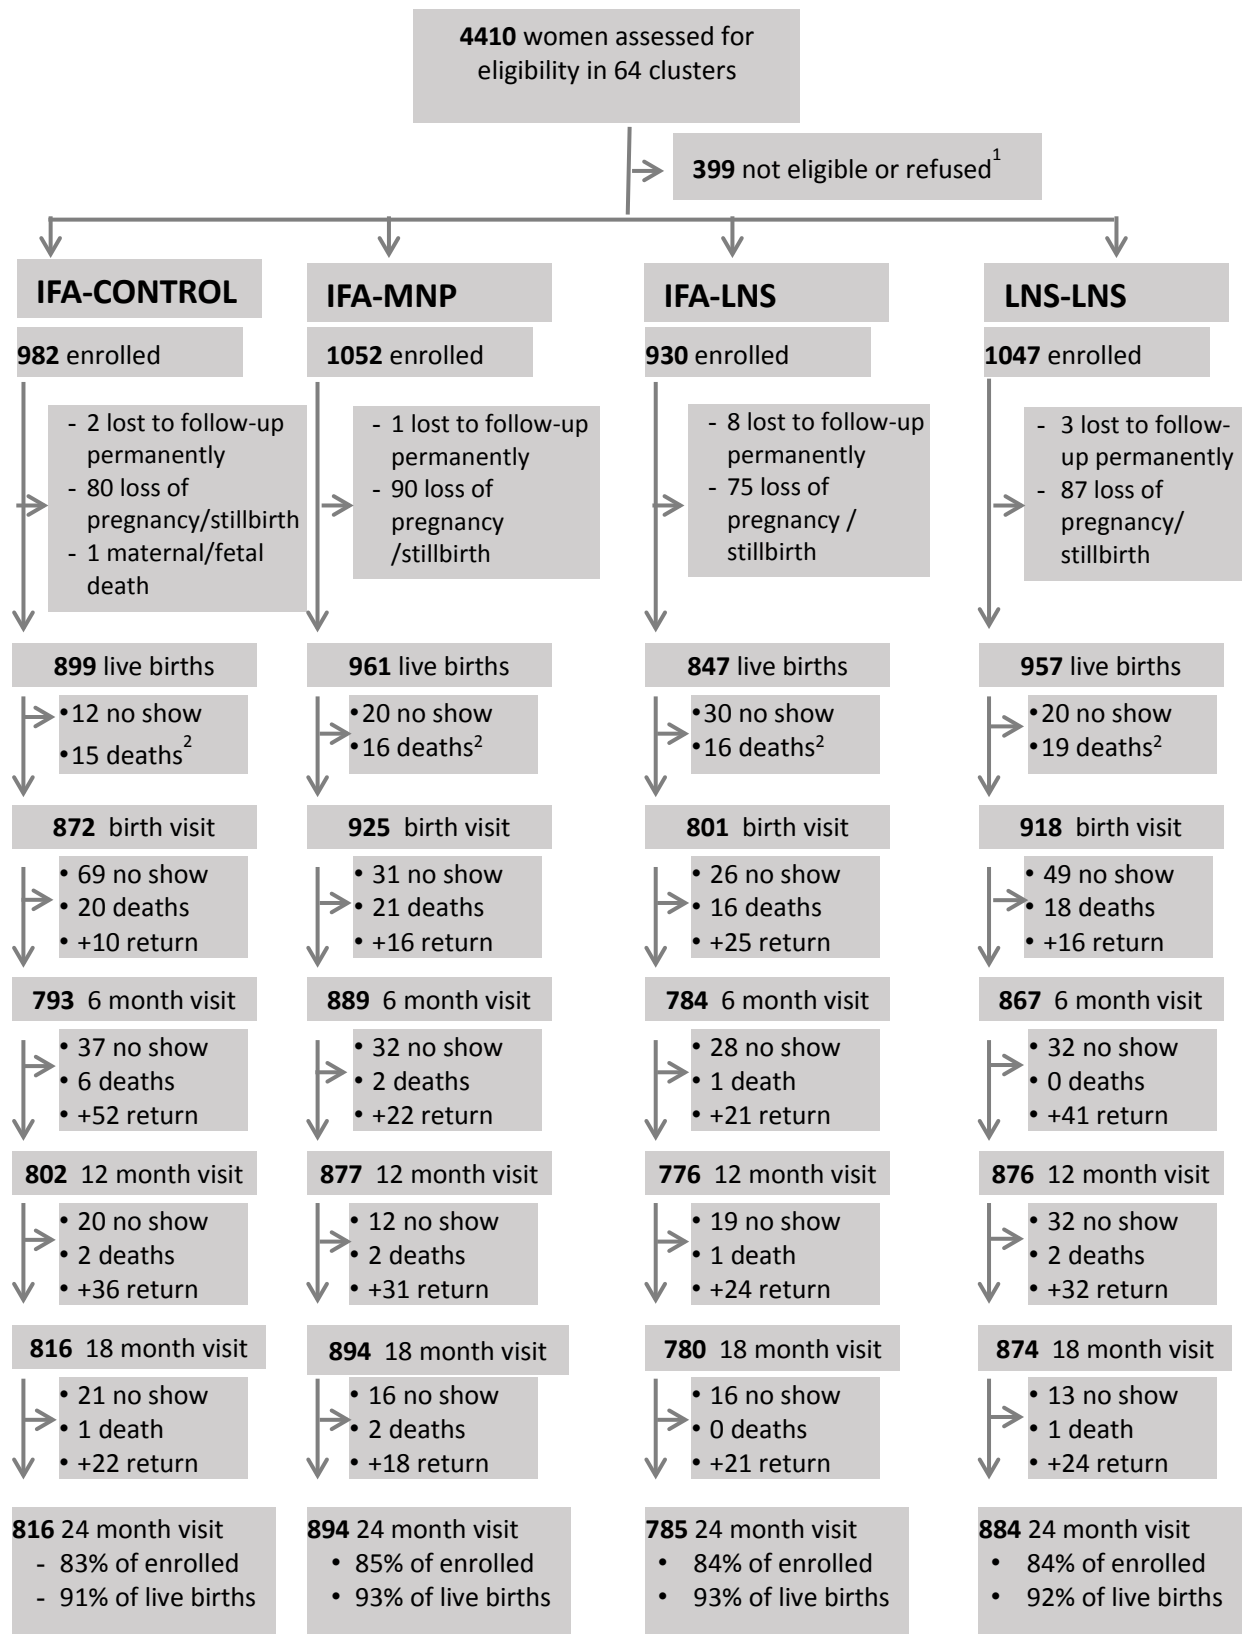 4410 women assessed for
eligibility in 64 clusters
399 not eligible or refused1
IFA-CONTROL
982 enrolled
- 2 lost to follow-up
permanently
- 80 loss of
pregnancy/stillbirth
- 1 maternal/fetal
death
899 live births
•12 no show
•15 deaths2
872 birth visit
• 69 no show
• 20 deaths
• +10 return
793 6 month visit
• 37 no show
• 6 deaths
• +52 return
802 12 month visit
• 20 no show
• 2 deaths
• +36 return
816 18 month visit
• 21 no show
• 1 death
• +22 return
816 24 month visit
- 83% of enrolled
- 91% of live births
IFA-MNP
1052 enrolled
- 1 lost to follow-up
permanently
- 90 loss of
pregnancy
/stillbirth
961 live births
•20 no show
•16 deaths2
925 birth visit
• 31 no show
• 21 deaths
• +16 return
889 6 month visit
• 32 no show
• 2 deaths
• +22 return
877 12 month visit
• 12 no show
• 2 deaths
• +31 return
894 18 month visit
• 16 no show
• 2 deaths
• +18 return
894 24 month visit
• 85% of enrolled
• 93% of live births
IFA-LNS
930 enrolled
- 8 lost to follow-up
permanently
- 75 loss of
pregnancy /
stillbirth
847 live births
•30 no show
•16 deaths2
801 birth visit
• 26 no show
• 16 deaths
• +25 return
784 6 month visit
• 28 no show
• 1 death
• +21 return
776 12 month visit
• 19 no show
• 1 death
• +24 return
780 18 month visit
• 16 no show
• 0 deaths
• +21 return
785 24 month visit
• 84% of enrolled
• 93% of live births
LNS-LNS
1047 enrolled
- 3 lost to follow-
up permanently
- 87 loss of
pregnancy/
stillbirth
957 live births
•20 no show
•19 deaths2
918 birth visit
• 49 no show
• 18 deaths
• +16 return
867 6 month visit
• 32 no show
• 0 deaths
• +41 return
876 12 month visit
• 32 no show
• 2 deaths
• +32 return
874 18 month visit
• 13 no show
• 1 death
• +24 return
884 24 month visit
• 84% of enrolled
• 92% of live births